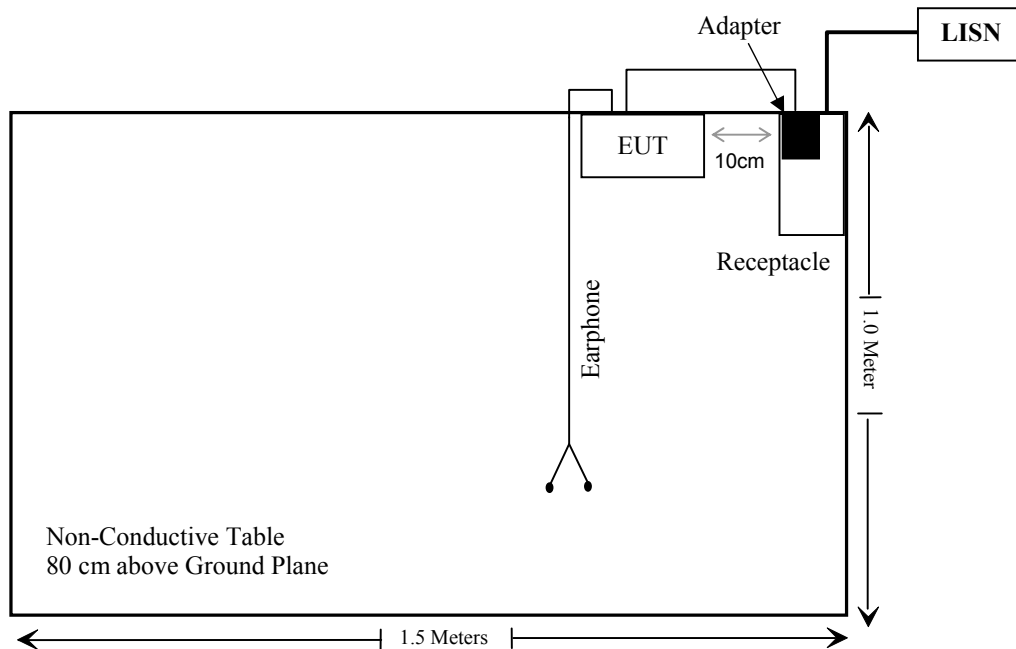 Adapter
LISN
EUT
10cm
Receptacle
Earphone
1.0 Meter
Non-Conductive Table
80 cm above Ground Plane
1.5 Meters